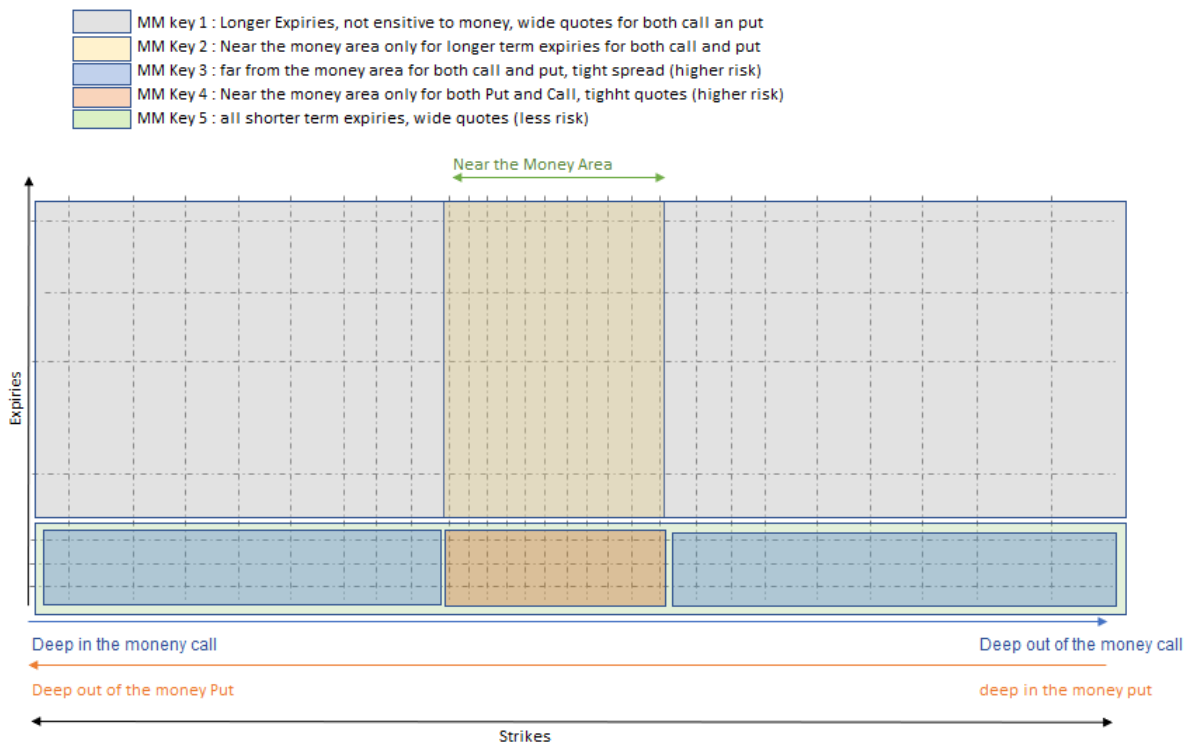 MM key 1 : Longer Expiries, not ensitive to money, wide quotes for both call an put
MM Key 2 : Near the money area only for longer term expiries for both call and put
MM Key 3 : far from the money area for both call and put, tight spread (higher risk)
MM Key 4 : Near the money area only for both Put and Call, tighht quotes (higher risk)
MM Key 5 : all shorter term expiries, wide quotes (less risk)
Near the Money Area
Expiries
Deep in the moneny call
Deep out of the money call
Deep out of the money Put
deep in the money put
Strikes